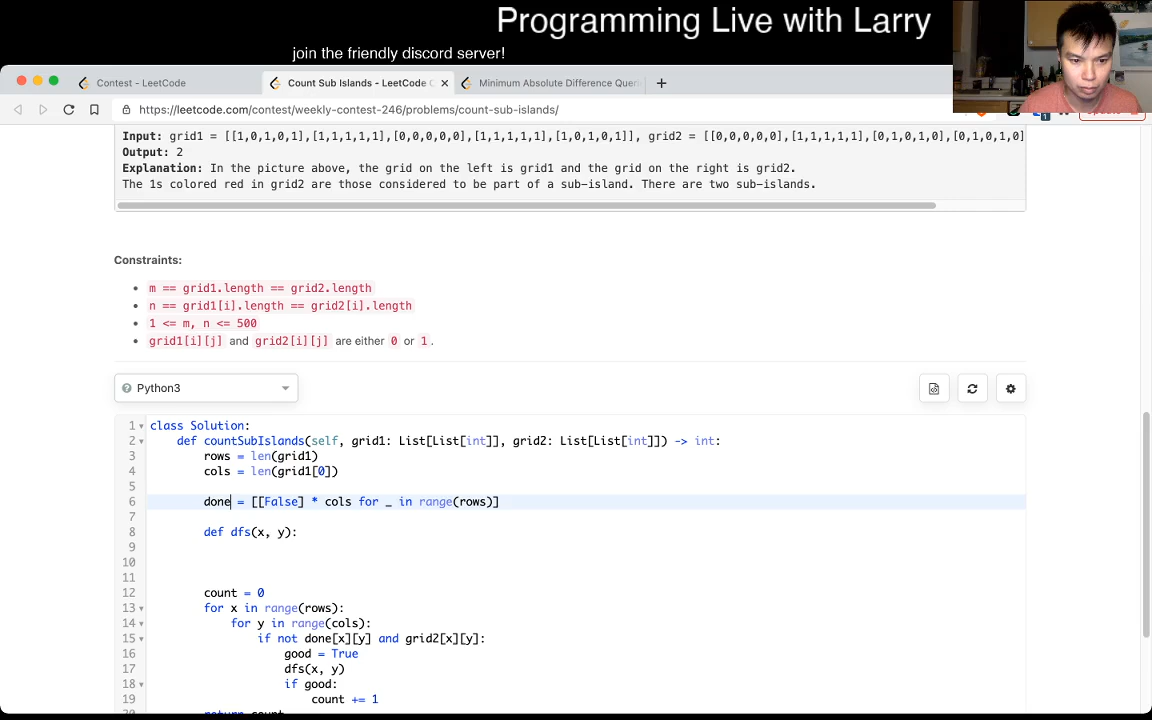 Programming Live with Larry
join the friendly discord server!
Contest - LeetCode
Count Sub Islands - LeetCode
Minimum Absolute Difference Quer
https://leetcode.com/contest/weekly-contest-246/problems/count-sub-islands/
Input: grid1 = [[1,0,1,0,1],[1,1,1,1,1],[0,0,0,0,0],[1,1,1,1,1],[1,0,1,0,1]], grid2 = [[0,0,0,0,0],[1,1,1,1,1],[0,1,0,1,0],[0,1,0,1,0]
Output: 2
Explanation: In the picture above, the grid on the left is grid1 and the grid on the right is grid2.
The 1s colored red in grid2 are those considered to be part of a sub-island. There are two sub-islands.
Constraints:
m == grid1.length == grid2.length
n == grid1[i].length == grid2[i].length
1 <= m, n <= 500
grid1[i][j] and grid2[i][j] are either 0 or 1.
Python3
1 class Solution:
2 def countSubIslands(self, grid1: List[List[int]], grid2: List[List[int]]) -> int:
3 rows = len(grid1)
4 cols = len(grid1[0])
5
6 done = [[False] * cols for _ in range(rows)]
7
8 def dfs(x, y):
9
10
11
12 count = 0
13 for x in range(rows):
14 for y in range(cols):
15 if not done[x][y] and grid2[x][y]:
16 good = True
17 dfs(x, y)
18 if good:
19 count += 1
20 return count